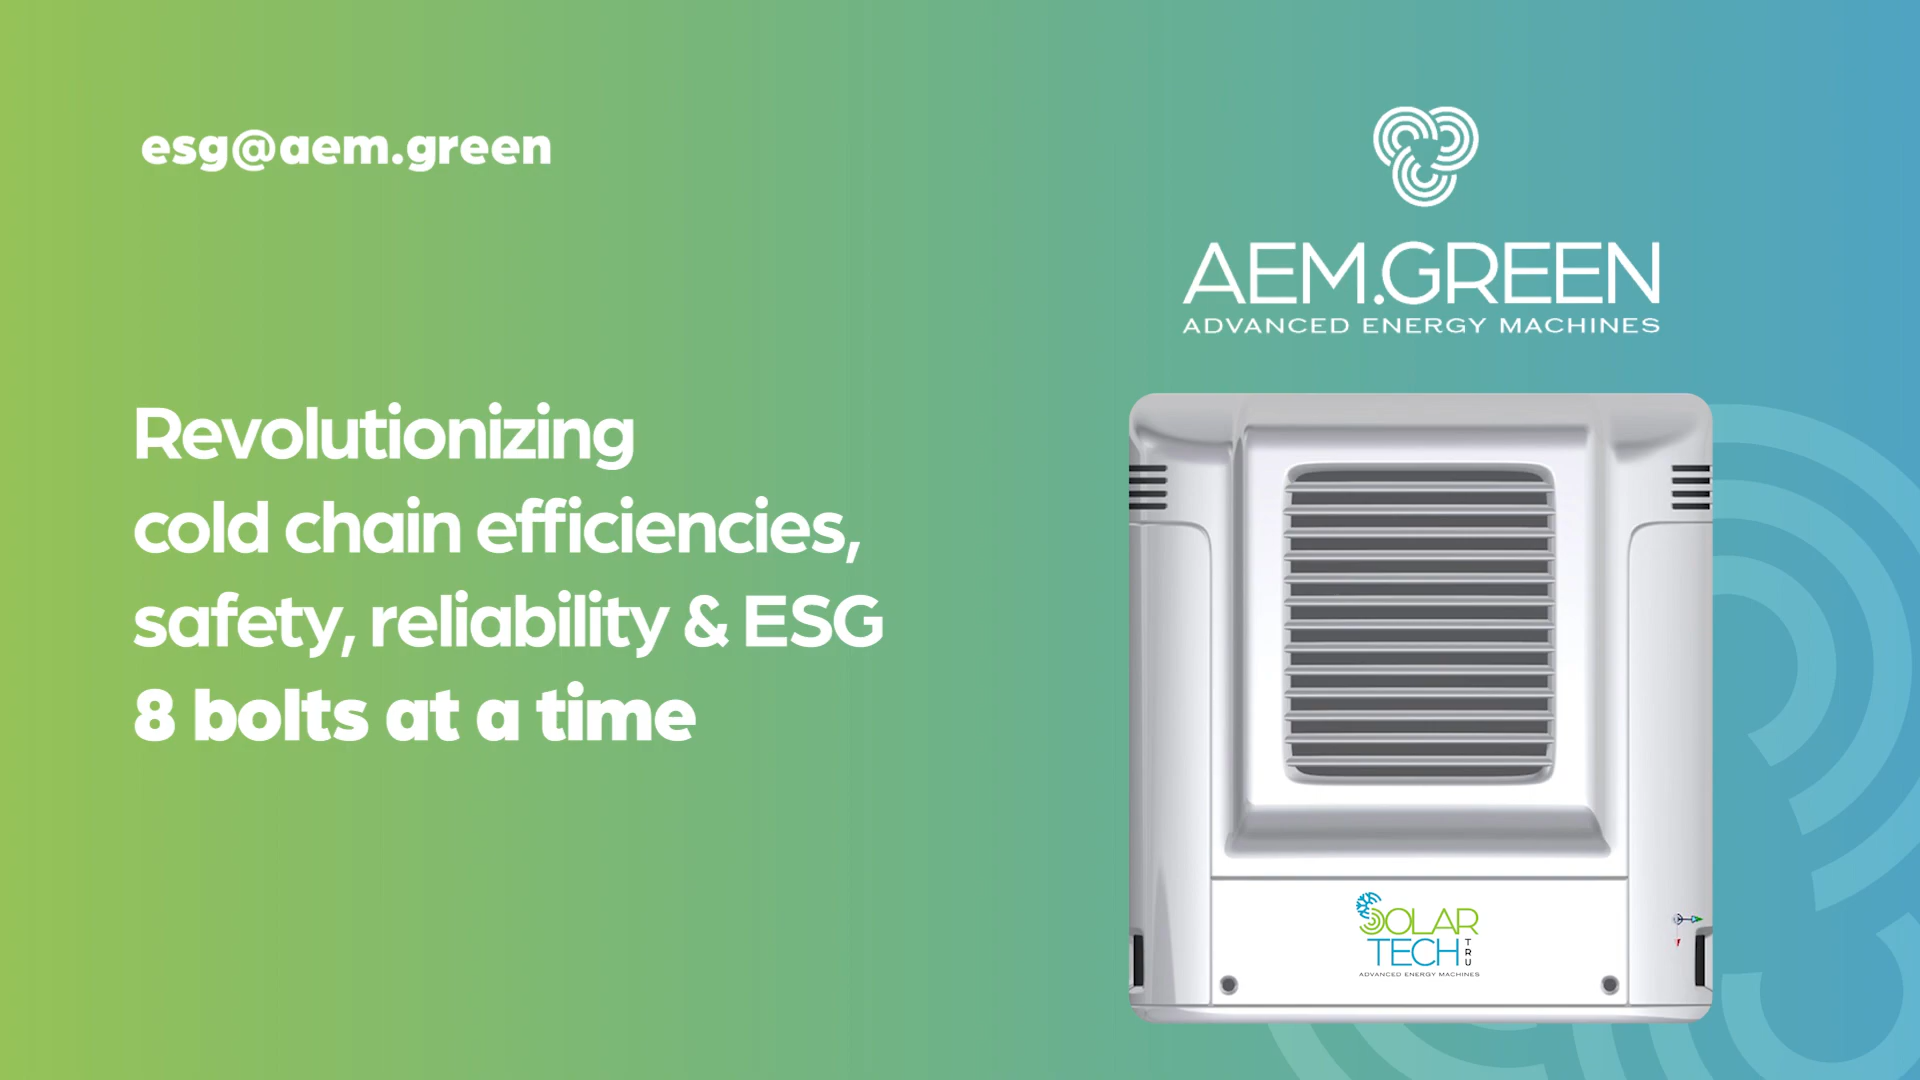 esg@aem.green
AEM.GREEN
ADVANCED ENERGY MACHINES
Revolutionizing
cold chain efficiencies,
safety, reliability & ESG
8 bolts at a time
SOLAR
TECH TRU
ADVANCED ENERGY MACHINES